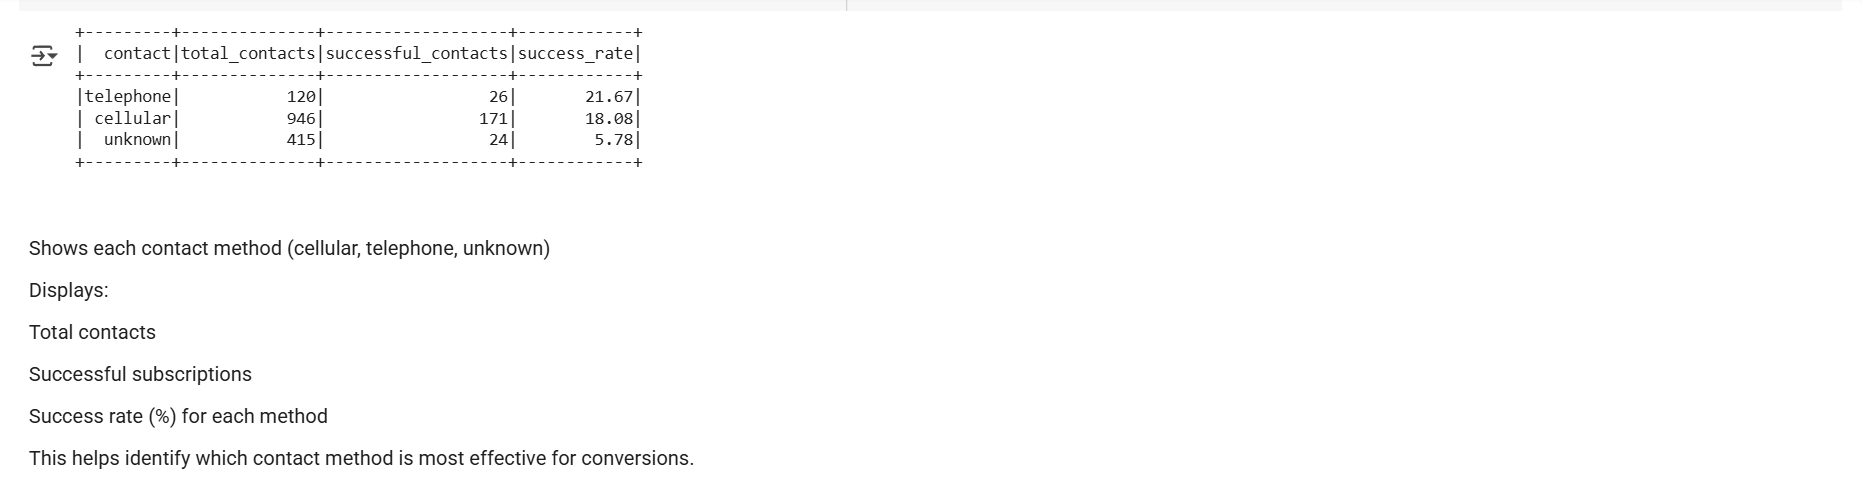 +---------+--------------+-------------------+------------+
|  contact|total_contacts|successful_contacts|success_rate|
+---------+--------------+-------------------+------------+
|telephone|           120|                 26|       21.67|
| cellular|           946|                171|       18.08|
|  unknown|           415|                 24|        5.78|
+---------+--------------+-------------------+------------+
Shows each contact method (cellular, telephone, unknown)
Displays:
Total contacts
Successful subscriptions
Success rate (%) for each method
This helps identify which contact method is most effective for conversions.